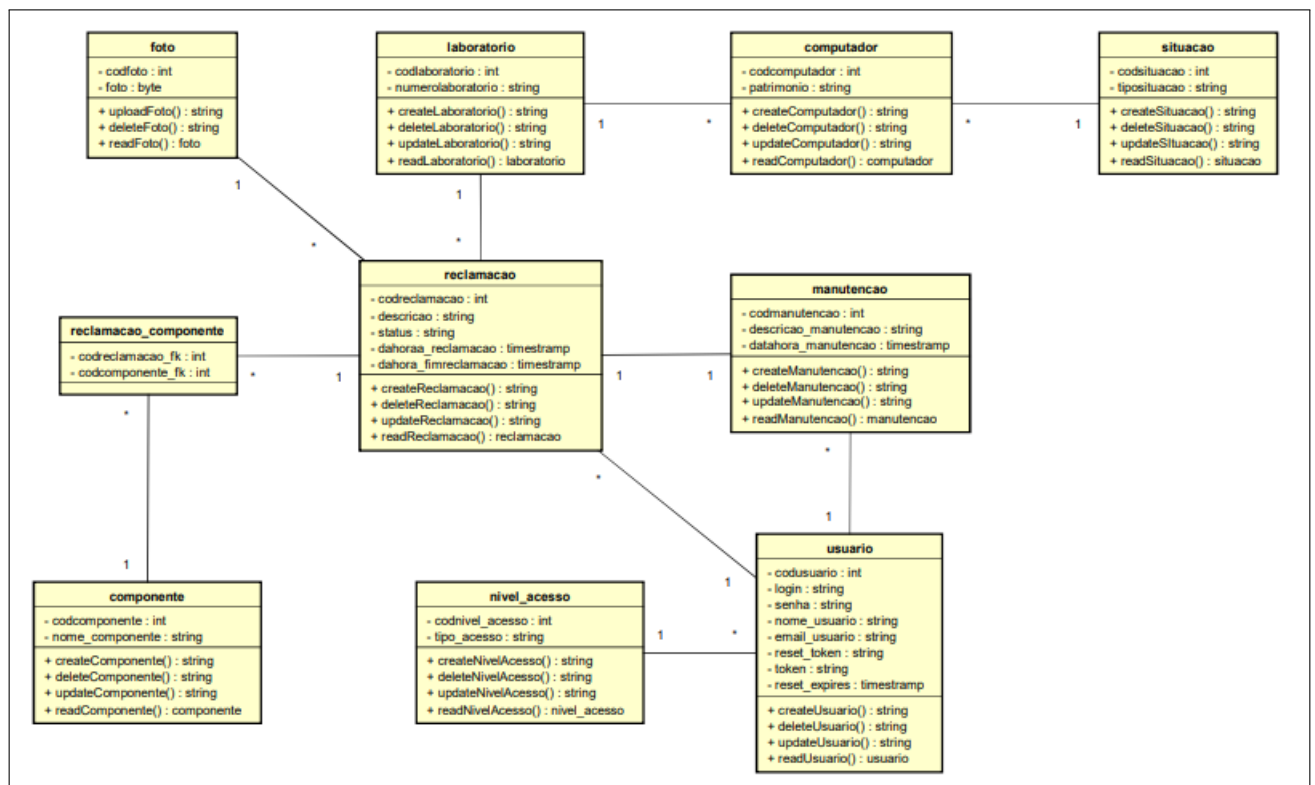 foto
- codfoto : int
- foto : byte
+ uploadFoto() : string
+ deleteFoto() : string
+ readFoto() : foto
laboratorio
- codlaboratorio : int
- numerolaboratorio : string
+ createLaboratorio() : string
+ deleteLaboratorio() : string
+ updateLaboratorio() : string
+ readLaboratorio() : laboratorio
computador
- codcomputador : int
- patrimonio : string
+ createComputador() : string
+ deleteComputador() : string
+ updateComputador() : string
+ readComputador() : computador
situacao
- codsituacao : int
- tiposituacao : string
+ createSituacao() : string
+ deleteSituacao() : string
+ updateSItuacao() : string
+ readSituacao() : situacao
1
*
*
1
1
*
1
*
reclamacao_componente
- codreclamacao_fk : int
- codcomponente_fk : int
reclamacao
- codreclamacao : int
- descricao : string
- status : string
- dahoraa_reclamacao : timestramp
- dahora_fimreclamacao : timestramp
+ createReclamacao() : string
+ deleteReclamacao() : string
+ updateReclamacao() : string
+ readReclamacao() : reclamacao
manutencao
- codmanutencao : int
- descricao_manutencao : string
- datahora_manutencao : timestramp
+ createManutencao() : string
+ deleteManutencao() : string
+ updateManutencao() : string
+ readManutencao() : manutencao
*
1
1
1
*
1
*
1
*
1
componente
- codcomponente : int
- nome_componente : string
+ createComponente() : string
+ deleteComponente() : string
+ updateComponente() : string
+ readComponente() : componente
nivel_acesso
- codnivel_acesso : int
- tipo_acesso : string
+ createNivelAcesso() : string
+ deleteNivelAcesso() : string
+ updateNivelAcesso() : string
+ readNivelAcesso() : nivel_acesso
1
*
usuario
- codusuario : int
- login : string
- senha : string
- nome_usuario : string
- email_usuario : string
- reset_token : string
- token : string
- reset_expires : timestramp
+ createUsuario() : string
+ deleteUsuario() : string
+ updateUsuario() : string
+ readUsuario() : usuario